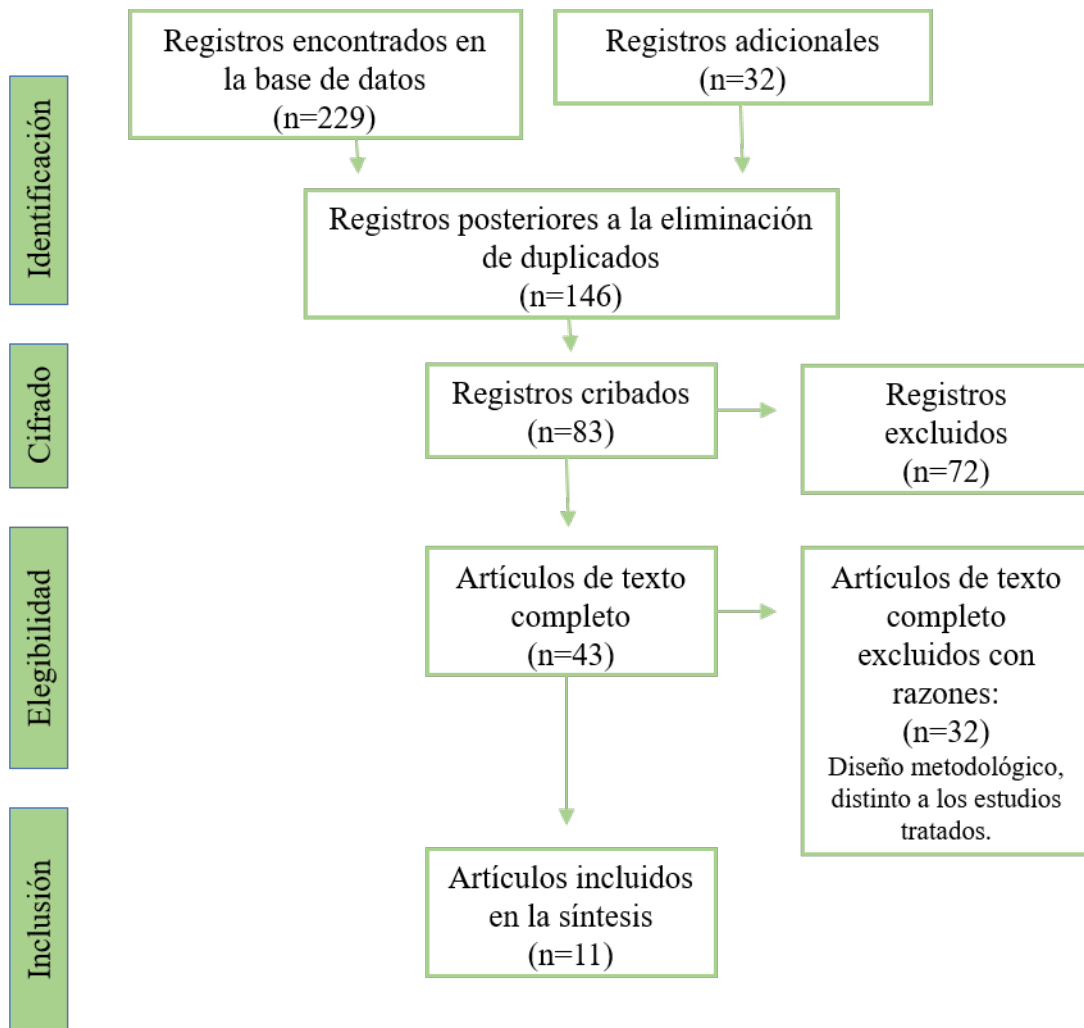 Registros encontrados en
la base de datos
(n=229)
Registros adicionales
(n=32)
Identificación
Registros posteriores a la eliminación
de duplicados
(n=146)
Cifrado
Registros cribados
(n=83)
Registros
excluidos
(n=72)
Elegibilidad
Artículos de texto
completo
(n=43)
Artículos de texto
completo
excluidos con
razones:
(n=32)
Diseño metodológico,
distinto a los estudios
tratados.
Inclusión
Artículos incluidos
en la síntesis
(n=11)